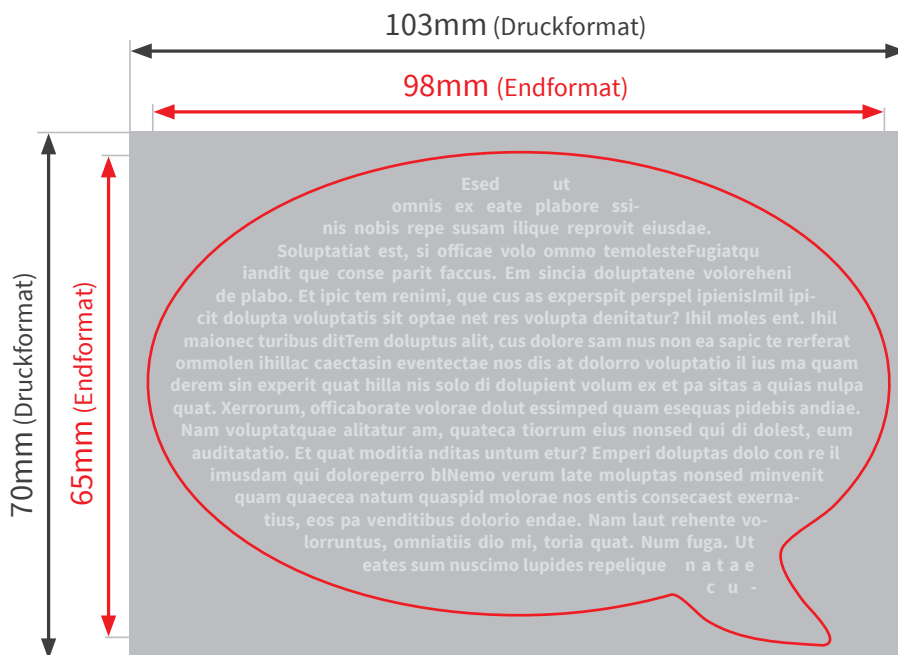 103mm (Druckformat)
98mm (Endformat)
70mm (Druckformat)
65mm (Endformat)
Esed ut
omnis ex eate plabore ssi-
nis nobis repe susam ilique reprovit eiusdae.
Soluptatiat est, si officae volo ommo temolesteFugiatqu
iandit que conse parit faccus. Em sincia doluptatene voloreheni
de plabo. Et ipic tem renimi, que cus as experspit perspel ipienisImil ipi-
cit dolupta voluptatis sit optae net res volupta denitatur? Ihil moles ent. Ihil
maionec turibus ditTem doluptus alit, cus dolore san nus non ea sapic te rerferat
ommolen ihillac caectasin eventectae nus dis at doloro voluptatio il ius ma quam
derem sin experit quat hilla nis solo di dolupient volum ex et pa sitas a quias nulpa
quat. Xerrorum, officaborate volorae dolut essimped quam esequas pidebis andiae.
Nam voluptatquae alitatur am, quateca tiorrum eius nonsed qui di dolest, eum
auditatatio. Et quat moditia nditas untum etur? Emperi doluptas dolo con re il
imusdam qui doloreperro blNemo vrum late moluptas nonsed minvenit
quam quaecea natum quaspid molorae nos entis consecaest exerna-
tius, eos pa venditibus dolorio endae. Nam laut rehente vo-
lorruntus, omniatiis dio mi, toria quat. Num fuga. Ut
eates sum nuscimo lupides repelique n a t a e
c u -